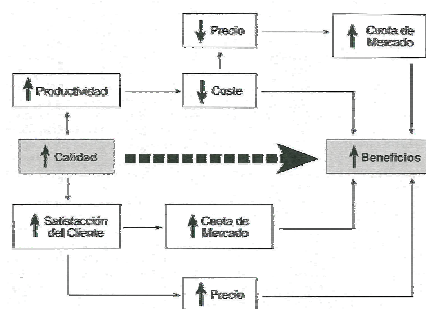 Precio
Cuota de
Mercado
Productividad
Coste
Calidad
Beneficios
Satisfacción
del Cliente
Cuota de
Mercado
Precio